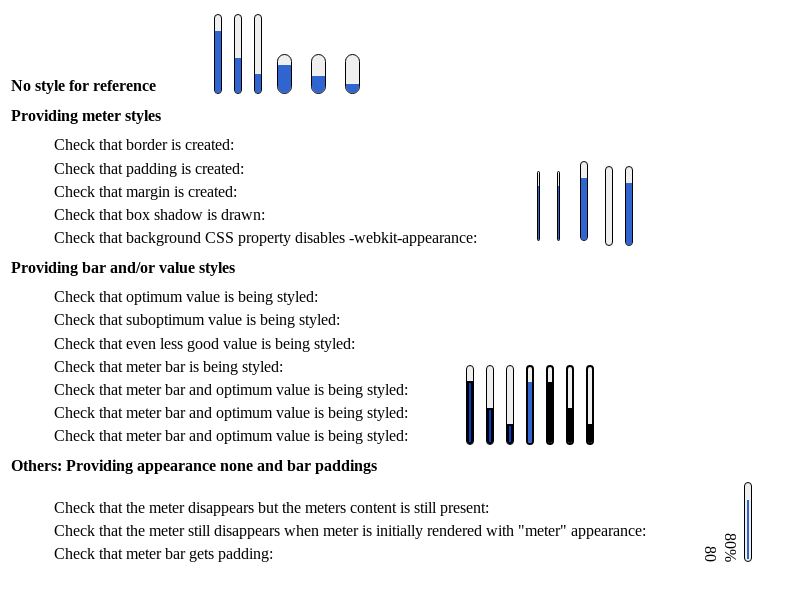 No style for reference
Providing meter styles
Check that border is created:
Check that padding is created:
Check that margin is created:
Check that box shadow is drawn:
Check that background CSS property disables -webkit-appearance:
Providing bar and/or value styles
Check that optimum value is being styled:
Check that suboptimum value is being styled:
Check that even less good value is being styled:
Check that meter bar is being styled:
Check that meter bar and optimum value is being styled:
Check that meter bar and optimum value is being styled:
Check that meter bar and optimum value is being styled:
Others: Providing appearance none and bar paddings
Check that the meter disappears but the meters content is still present:
Check that the meter still disappears when meter is initially rendered with "meter" appearance:
Check that meter bar gets padding:
80
80%